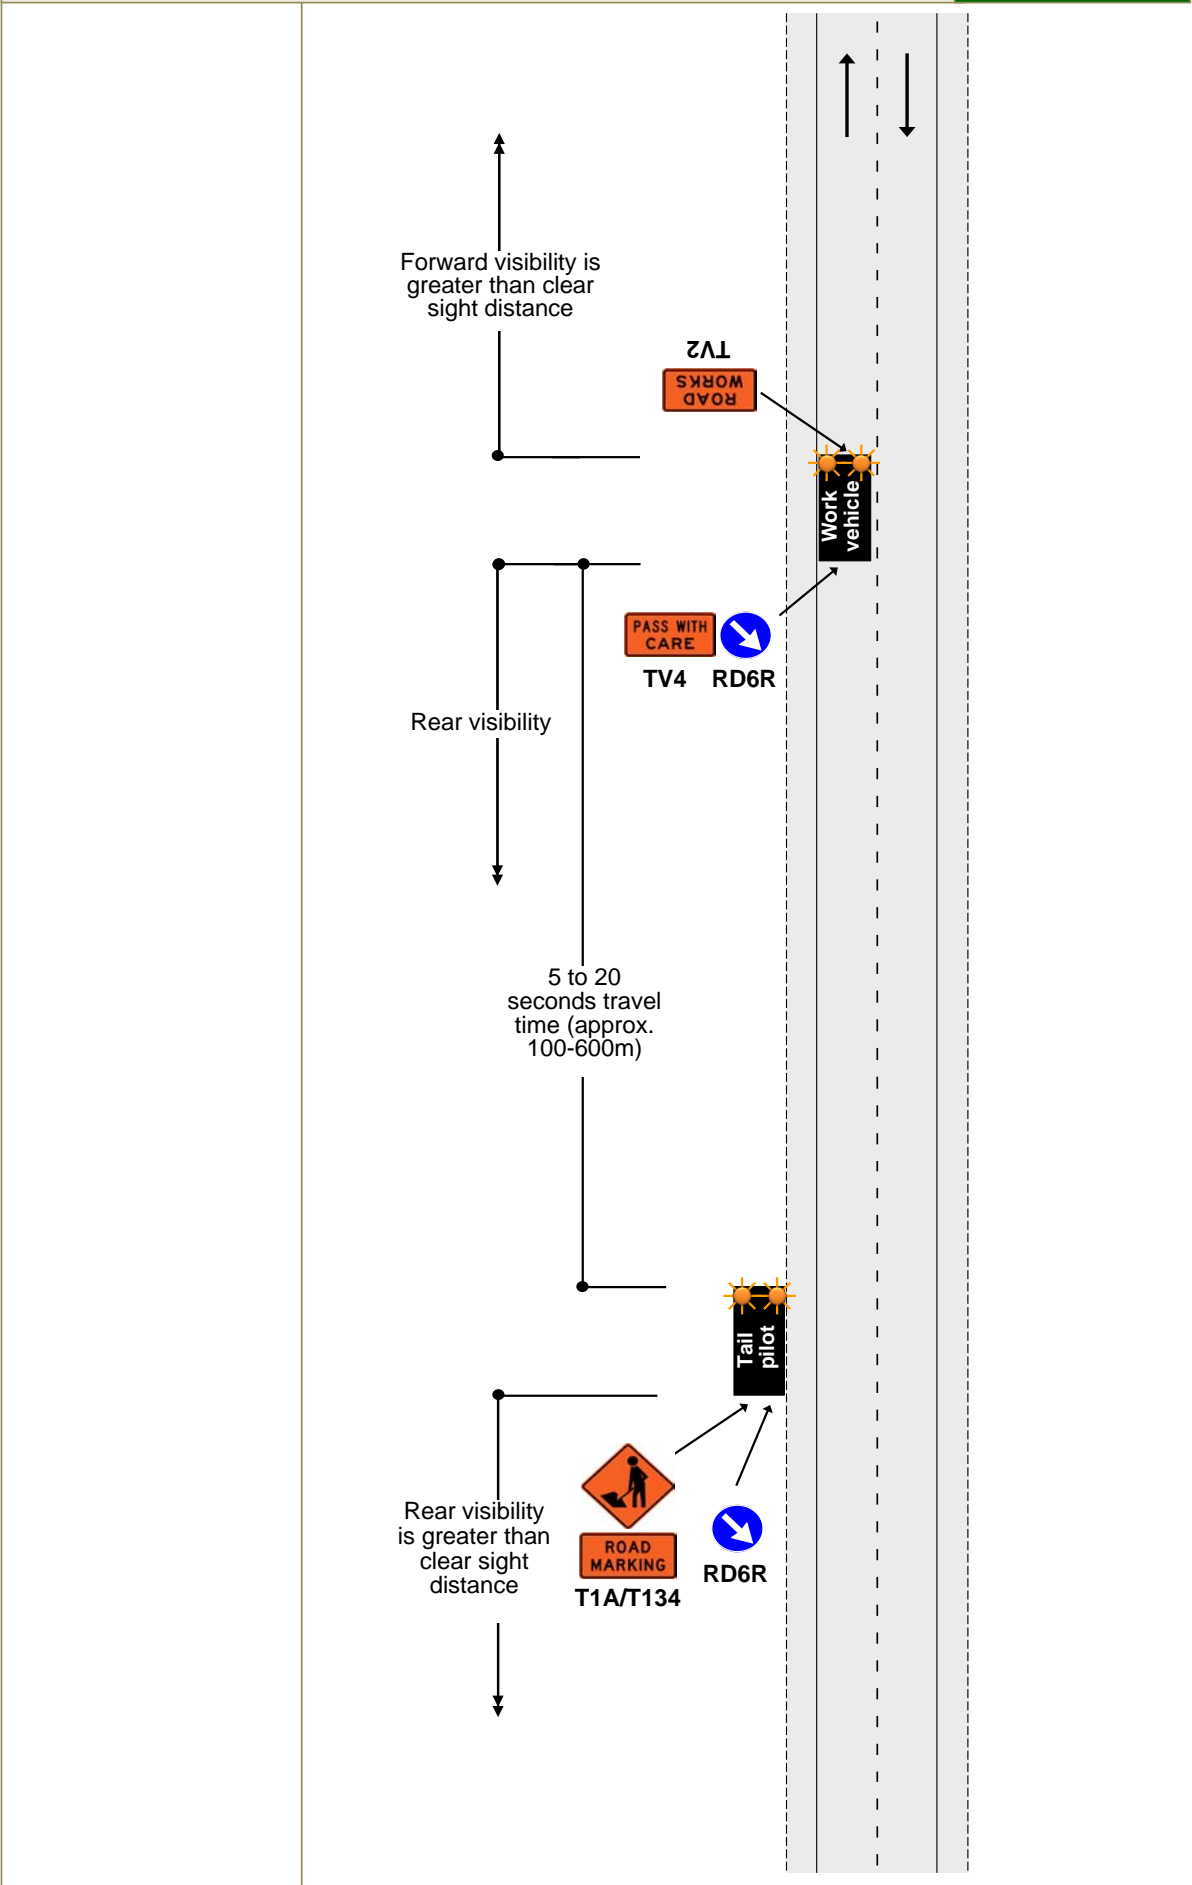 Forward visibility is
greater than clear
sight distance
TV2
ROAD
WORKS
Work
vehicle
PASS WITH
CARE
TV4 RD6R
Rear visibility
5 to 20
seconds travel
time (approx.
100-600m)
Tail
pilot
Rear visibility
is greater than
clear sight
distance
ROAD
MARKING
T1A/T134
RD6R